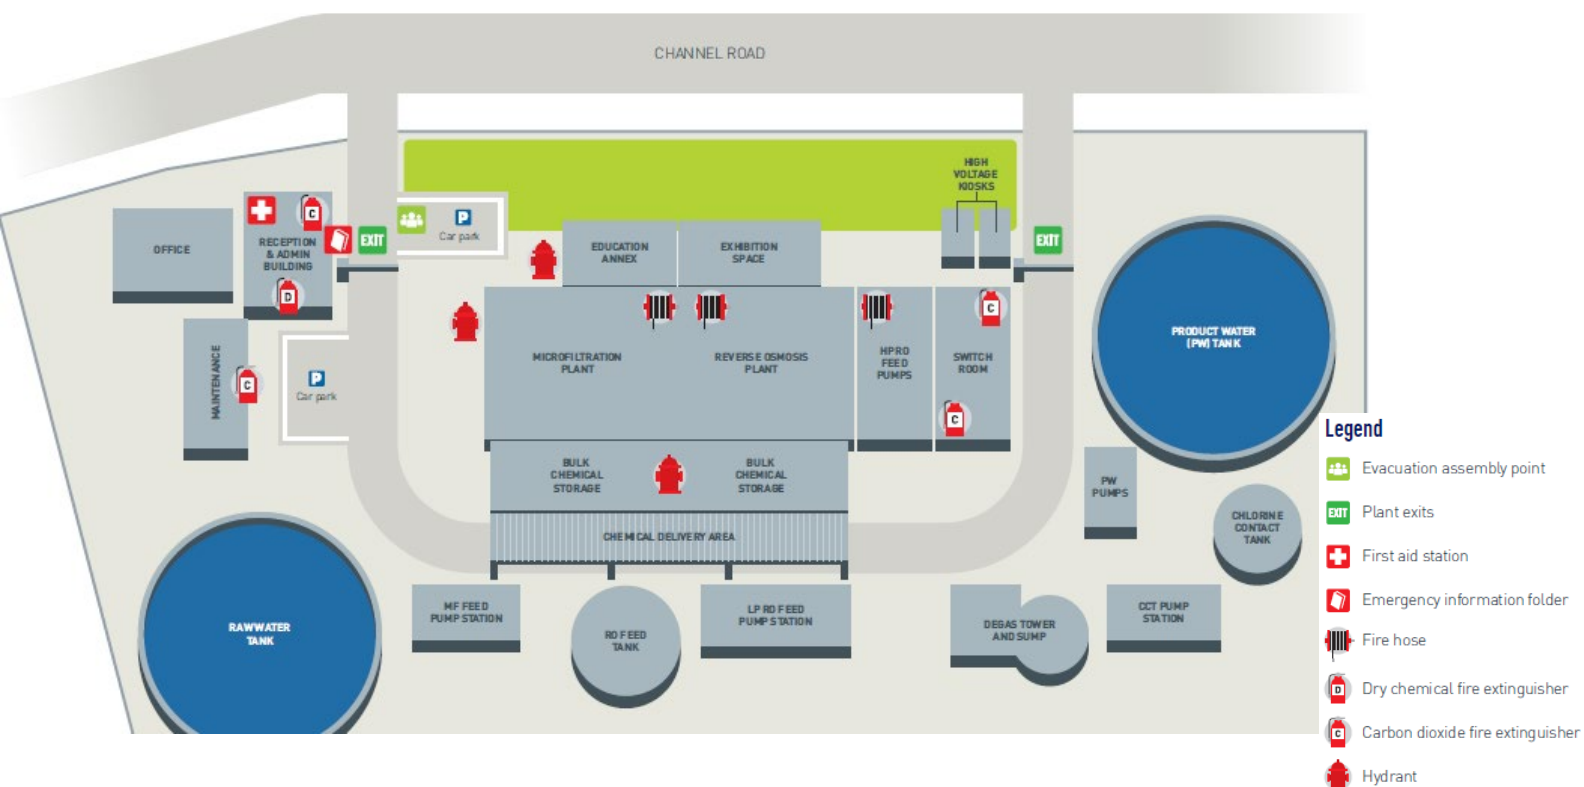 CHANNEL ROAD
HIGH
VOLTAGE
KIOSKS
OFFICE
C
RECEPTION
& ADMIN
BUILDING
D
EXIT
P
Car park
EDUCATION
ANNEX
EXHIBITION
SPACE
EXIT
MAINTENANCE
C
P
Car park
MICROFILTRATION
PLANT
REVERSE OSMOSIS
PLANT
HPRO
FEED
PUMPS
C
SWITCH
ROOM
C
PRODUCT WATER
(PW) TANK
BULK
CHEMICAL
STORAGE
BULK
CHEMICAL
STORAGE
CHEMICAL DELIVERY AREA
PW
PUMPS
CHLORINE
CONTACT
TANK
RAWWATER
TANK
MF FEED
PUMP STATION
RO FEED
TANK
LP RO FEED
PUMP STATION
DEGAS TOWER
AND SUMP
CCT PUMP
STATION
Legend
Evacuation assembly point
EXIT Plant exits
First aid station
Emergency information folder
Fire hose
D Dry chemical fire extinguisher
C Carbon dioxide fire extinguisher
Hydrant